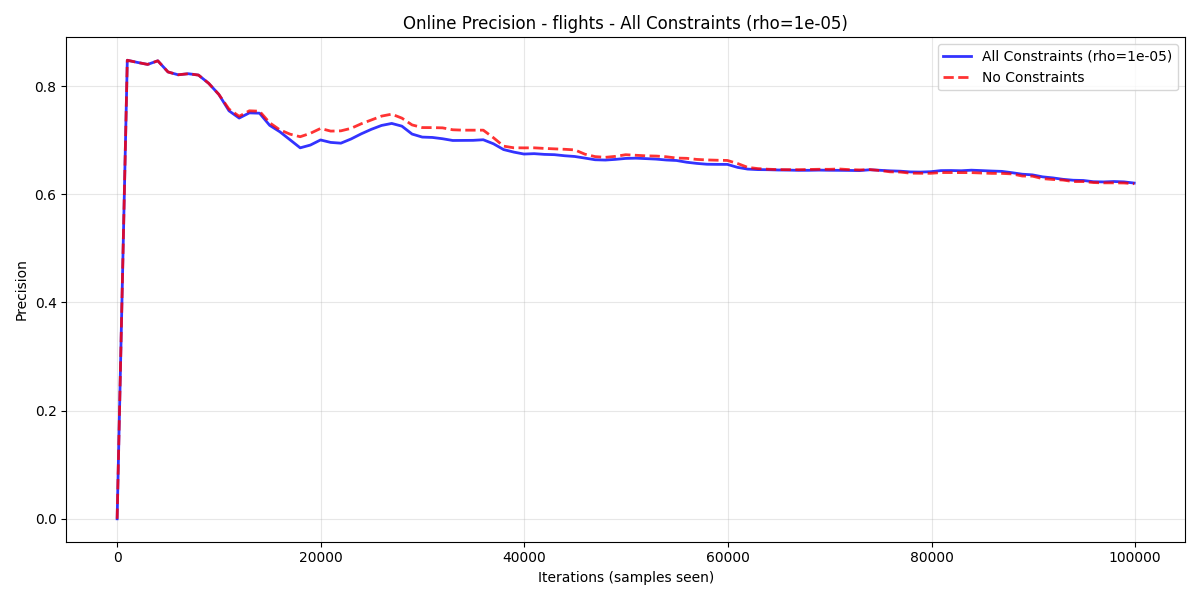 Online Precision - flights - All Constraints (rho=1e-05)
All Constraints (rho=1e-05)
No Constraints
Precision
0.8
0.6
0.4
0.2
0.0
0 20000 40000 60000 80000 100000
Iterations (samples seen)